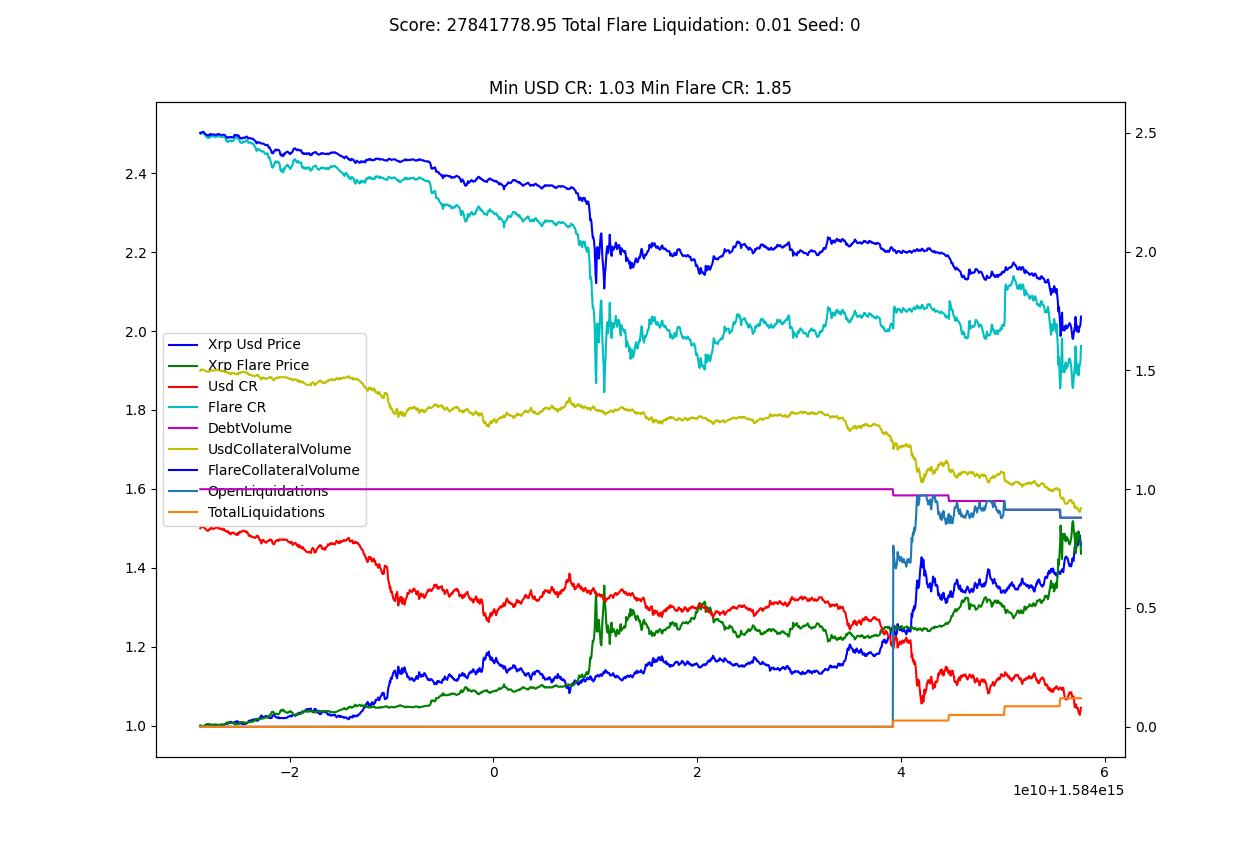 Score: 27841778.95 Total Flare Liquidation: 0.01 Seed: 0
Min USD CR: 1.03 Min Flare CR: 1.85
2.4
2.2
2.0
1.8
1.6
1.4
1.2
1.0
Xrp Usd Price
Xrp Flare Price
Usd CR
Flare CR
DebtVolume
UsdCollateralVolume
FlareCollateralVolume
OpenLiquidations
TotalLiquidations
2.5
2.0
1.5
1.0
0.5
0.0
−2 0 2 4 6
1e10+1.584e15